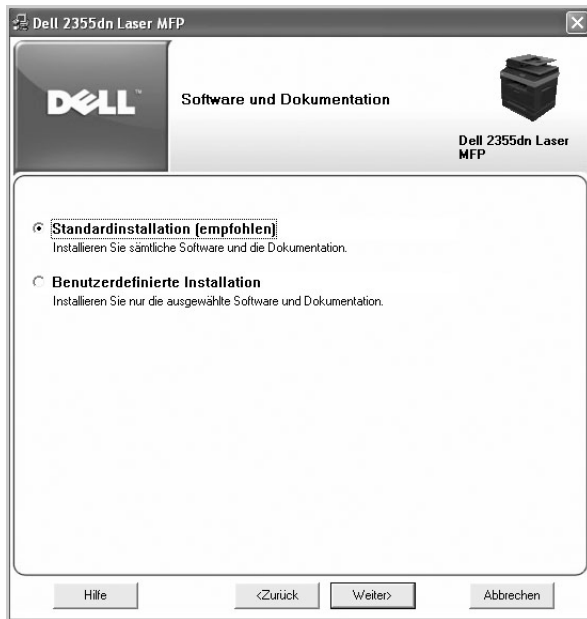 Dell 2355dn Laser MFP
DELL™
Software und Dokumentation
Dell 2355dn Laser
MFP
Standardinstallation (empfohlen)
Installieren Sie sämtliche Software und die Dokumentation.
Benutzerdefinierte Installation
Installieren Sie nur die ausgewählte Software und Dokumentation.
Hilfe
<Zurück
Weiter>
Abbrechen